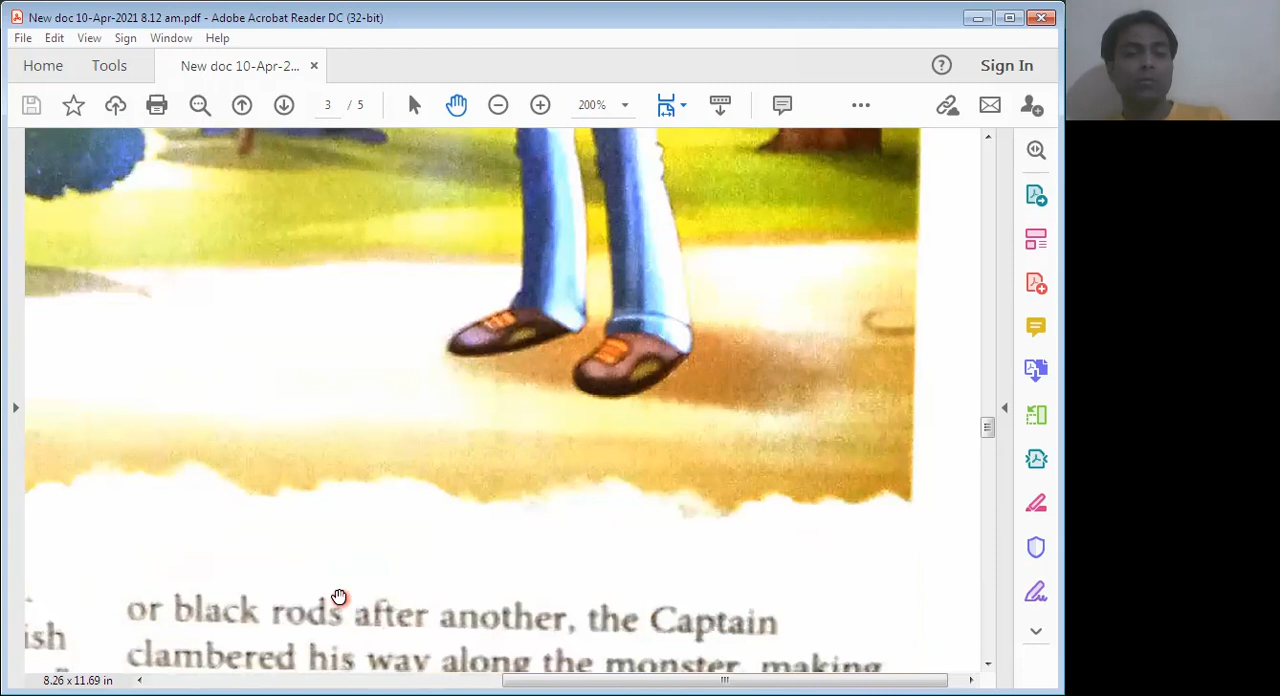 New doc 10-Apr-2021 8.12 am.pdf - Adobe Acrobat Reader DC (32-bit)
File Edit View Sign Window Help
Home Tools New doc 10-Apr-2... × Sign In
3 / 5 200%
or black rods after another, the Captain
ish clambered his way along the monster, making
8.26 x 11.69 in